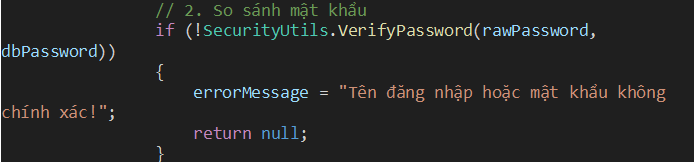 // 2. So sánh mật khẩu
if (!SecurityUtils.VerifyPassword(rawPassword,
dbPassword))
{
errorMessage = "Tên đăng nhập hoặc mật khẩu không
chính xác!";
return null;
}